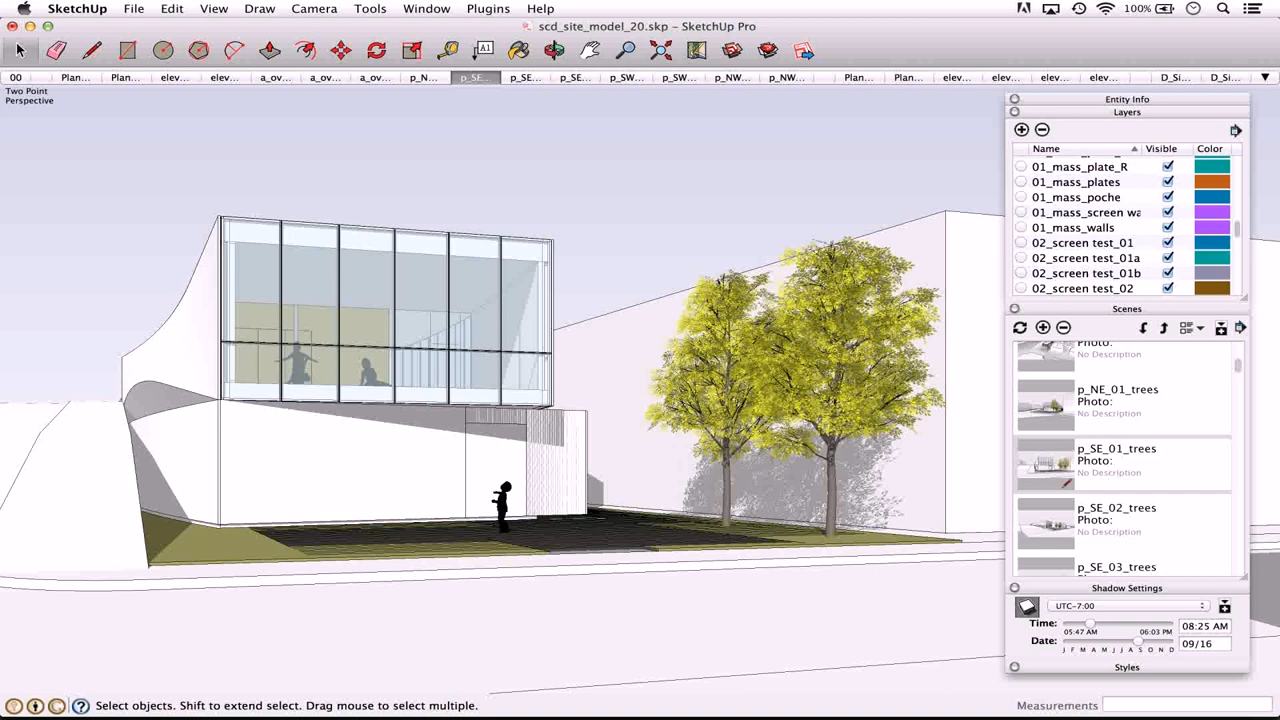 SketchUp File Edit View Draw Camera Tools Window Plugins Help 100%
scd_site_model_20.skp – SketchUp Pro
A1
00 Plan... Plan... elev... elev... a_ov... a_ov... a_ov... p_N... p_SE... p_SE... p_SE... p_SW... p_SW... p_NW... p_NW... Plan... Plan... elev... elev... elev... elev... D_Si... D_Si...
Two Point
Perspective
Entity Info
Layers
Name Visible Color
01_mass_plate_R
01_mass_plates
01_mass_poche
01_mass_screen wa
01_mass_walls
02_screen test_01
02_screen test_01a
02_screen test_01b
02_screen test_02
Scenes
Photo:
No Description
p_NE_01_trees
Photo:
No Description
p_SE_01_trees
Photo:
No Description
p_SE_02_trees
Photo:
No Description
p_SE_03_trees
Shadow Settings
UTC-7:00
Time: 08:25 AM
05:47 AM 06:03 PM
Date: 09/16
J F M A M J J A S O N D
Styles
Select objects. Shift to extend select. Drag mouse to select multiple.
Measurements